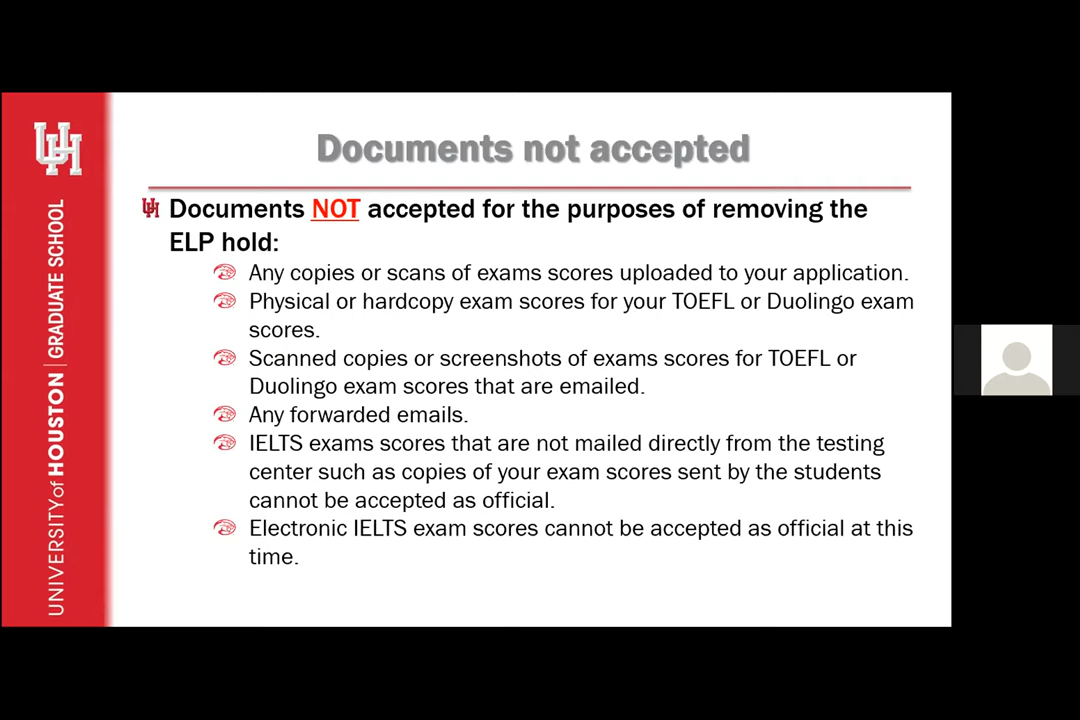 UH
UNIVERSITY of HOUSTON | GRADUATE SCHOOL
Documents not accepted
Documents NOT accepted for the purposes of removing the
ELP hold:
Any copies or scans of exams scores uploaded to your application.
Physical or hardcopy exam scores for your TOEFL or Duolingo exam
scores.
Scanned copies or screenshots of exams scores for TOEFL or
Duolingo exam scores that are emailed.
Any forwarded emails.
IELTS exams scores that are not mailed directly from the testing
center such as copies of your exam scores sent by the students
cannot be accepted as official.
Electronic IELTS exam scores cannot be accepted as official at this
time.